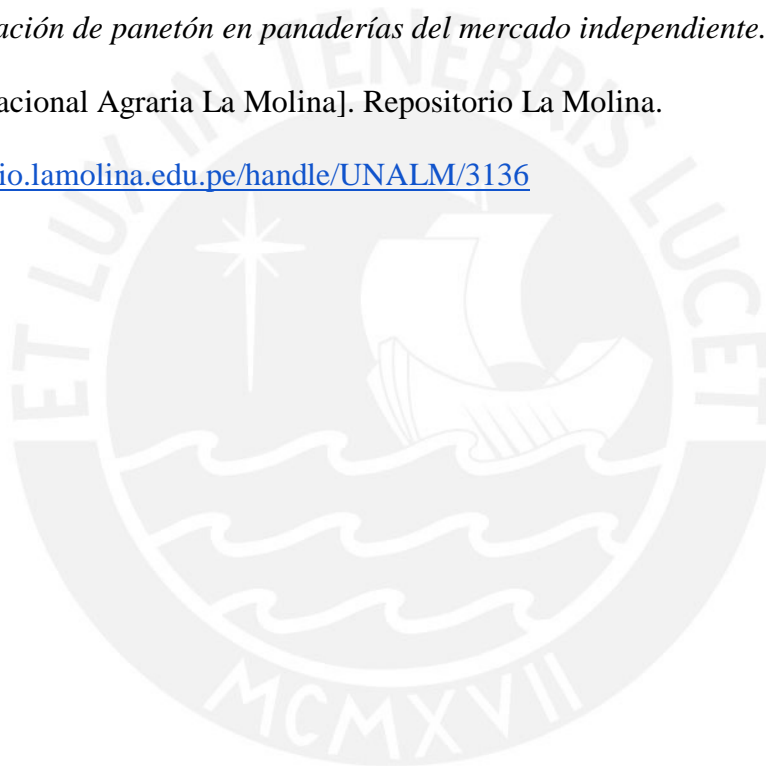 ación de panetón en panaderías del mercado independiente.
acional Agraria La Molina]. Repositorio La Molina.
io.lamolina.edu.pe/handle/UNALM/3136
ET LUX IN TENEBRIS LUCET
MCMXVII